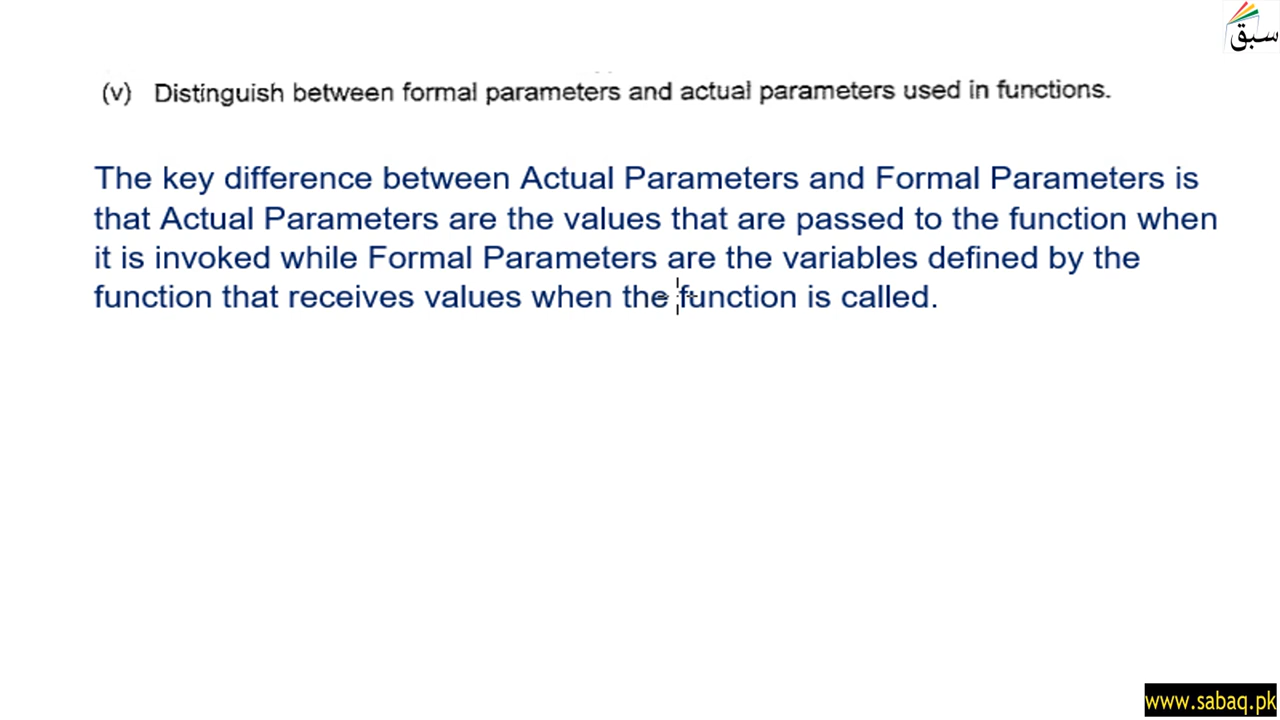 سبق
(v) Distinguish between formal parameters and actual parameters used in functions.
The key difference between Actual Parameters and Formal Parameters is
that Actual Parameters are the values that are passed to the function when
it is invoked while Formal Parameters are the variables defined by the
function that receives values when the function is called.
www.sabaq.pk